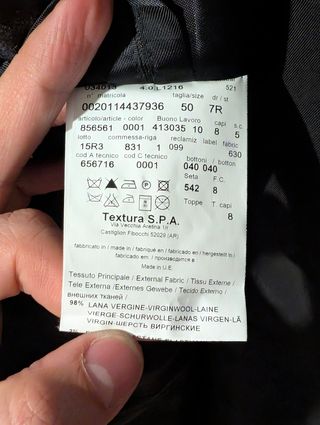 034013 4.03.1216 521
n° matricola taglia/size dr / st
0020114437936 50 7R
articolo/article - color Buono Lavoro capi s.c.
856561 0001 413035 10 8 5
lotto commessa-riga reclamiz label fabric
15R3 831 1 099 630
cod A tecnico cod C tecnico bottoni / button
656716 0001 040 040
Seta F.C.
542 8
Toppe T. capi
8
Textura S.P.A.
Via Vecchia Aretina
Castiglion Fibocchi 52029 (AR)
fabbricato in / made in / fabriqué en / fabricado en / hergestellt in /
fabricado em / производится в :
Made in U.E.
Tessuto Principale / External Fabric / Tissu Externe /
Tele Externa /Externes Gewebe / Tecido Externo /
внешних тканей /
98% LANA VERGINE-VIRGINWOOL-LAINE
VIERGE-SCHURWOLLE-LANAS VIRGEN-LÃ
VIRGIN-ШЕРСТЬ ВИРГИНСКИЕ